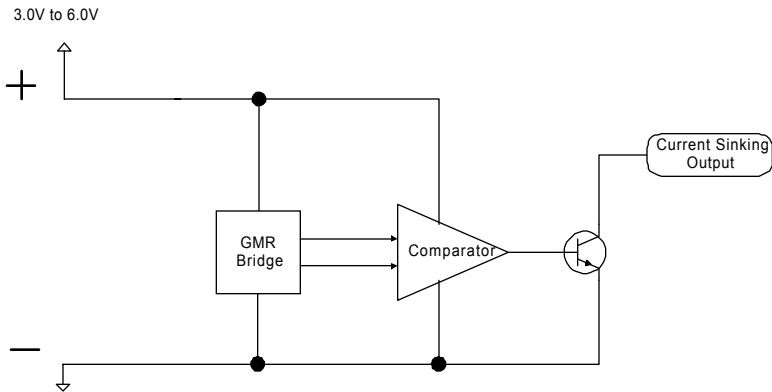 3.0V to 6.0V
+
Current Sinking
Output
GMR
Bridge
Comparator
—